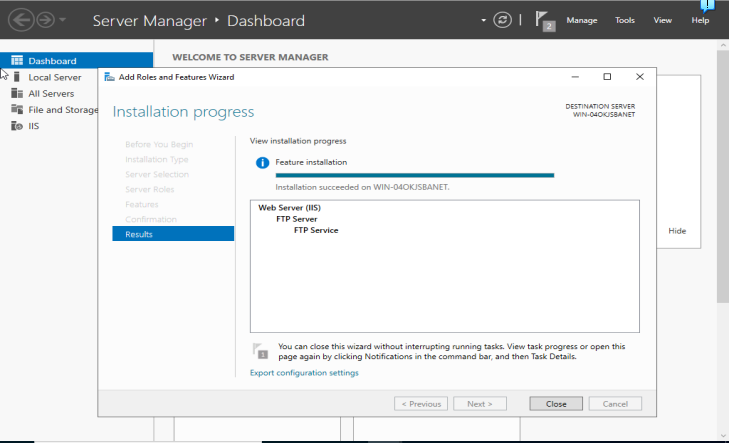 Server Manager ‣ Dashboard
2
Manage
Tools
View
Help
Dashboard
Local Server
All Servers
File and Storage
IIS
WELCOME TO SERVER MANAGER
Add Roles and Features Wizard
Installation progress
DESTINATION SERVER
WIN-04OKJSBANET
Before You Begin
Installation Type
Server Selection
Server Roles
Features
Confirmation
Results
View installation progress
Feature installation
Installation succeeded on WIN-04OKJSBANET.
Web Server (IIS)
FTP Server
FTP Service
Hide
1
You can close this wizard without interrupting running tasks. View task progress or open this
page again by clicking Notifications in the command bar, and then Task Details.
Export configuration settings
< Previous
Next >
Close
Cancel